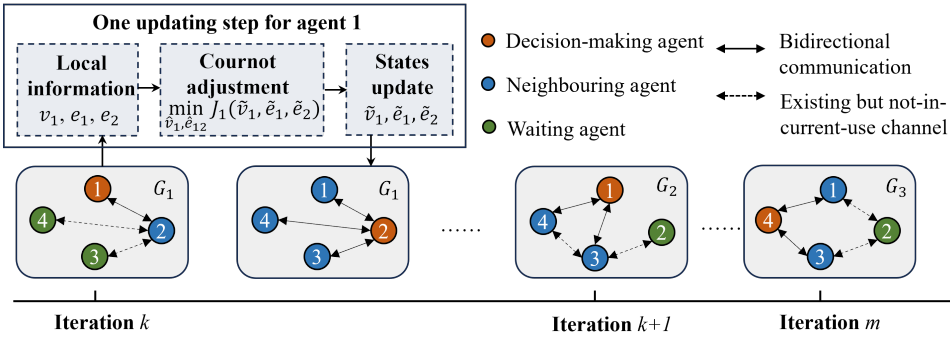 One updating step for agent 1
Local
information
v₁, e₁, e₂
Cournot
adjustment
min J₁(ṽ₁, ẽ₁, ẽ₂)
v̂₁,ê₁₂
States
update
ṽ₁, ẽ₁, ẽ₂
Decision-making agent
Neighbouring agent
Waiting agent
Bidirectional
communication
Existing but not-in-
current-use channel
G₁
1
4
2
3
G₁
1
4
2
3
......
G₂
1
4
2
3
......
G₃
1
4
2
3
Iteration k
Iteration k+1
Iteration m